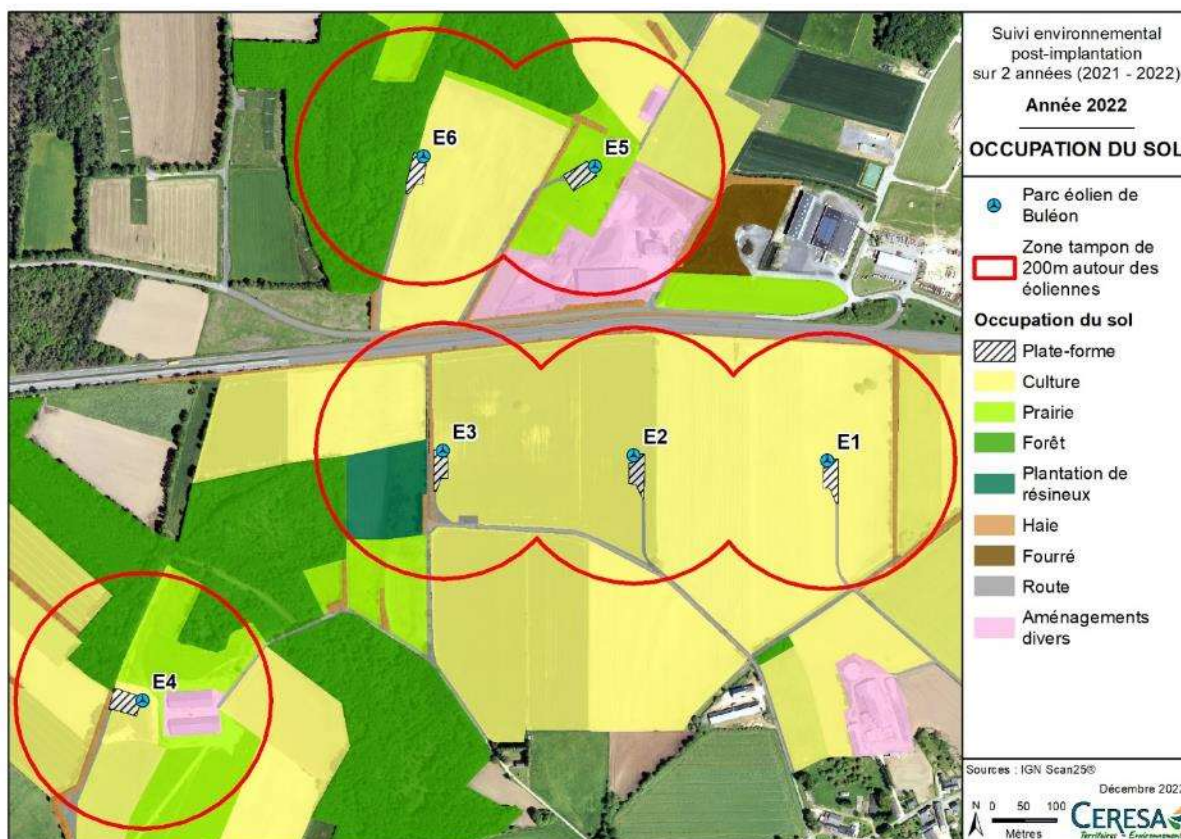 Suivi environnemental
post-implantation
sur 2 années (2021 - 2022)
Année 2022
OCCUPATION DU SOL
Parc éolien de
Buléon
Zone tampon de
200m autour des
éoliennes
Occupation du sol
Plate-forme
Culture
Prairie
Forêt
Plantation de
résineux
Haie
Fourré
Route
Aménagements
divers
Sources : IGN Scan25®
Décembre 2022
N 0 50 100
Mètres
CERESA
Territoires - Environnement
E6
E5
E3
E2
E1
E4